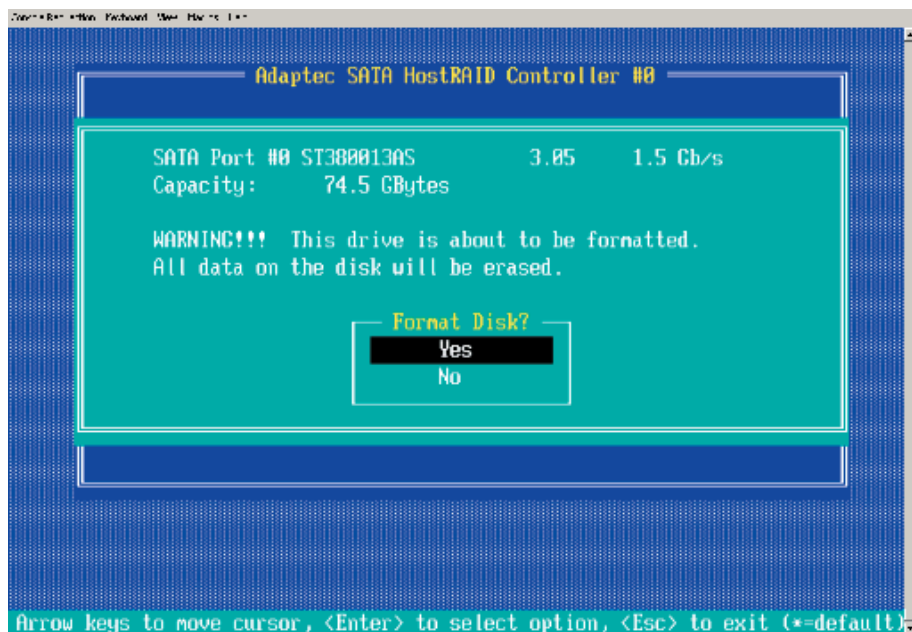 Keyboard View
Adaptec SATA HostRAID Controller #0
SATA Port #0 ST380013AS 3.05 1.5 Gb/s
Capacity: 74.5 GBytes
WARNING!!! This drive is about to be formatted.
All data on the disk will be erased.
Format Disk?
Yes
No
Arrow keys to move cursor, <Enter> to select option, <Esc> to exit (*=default)